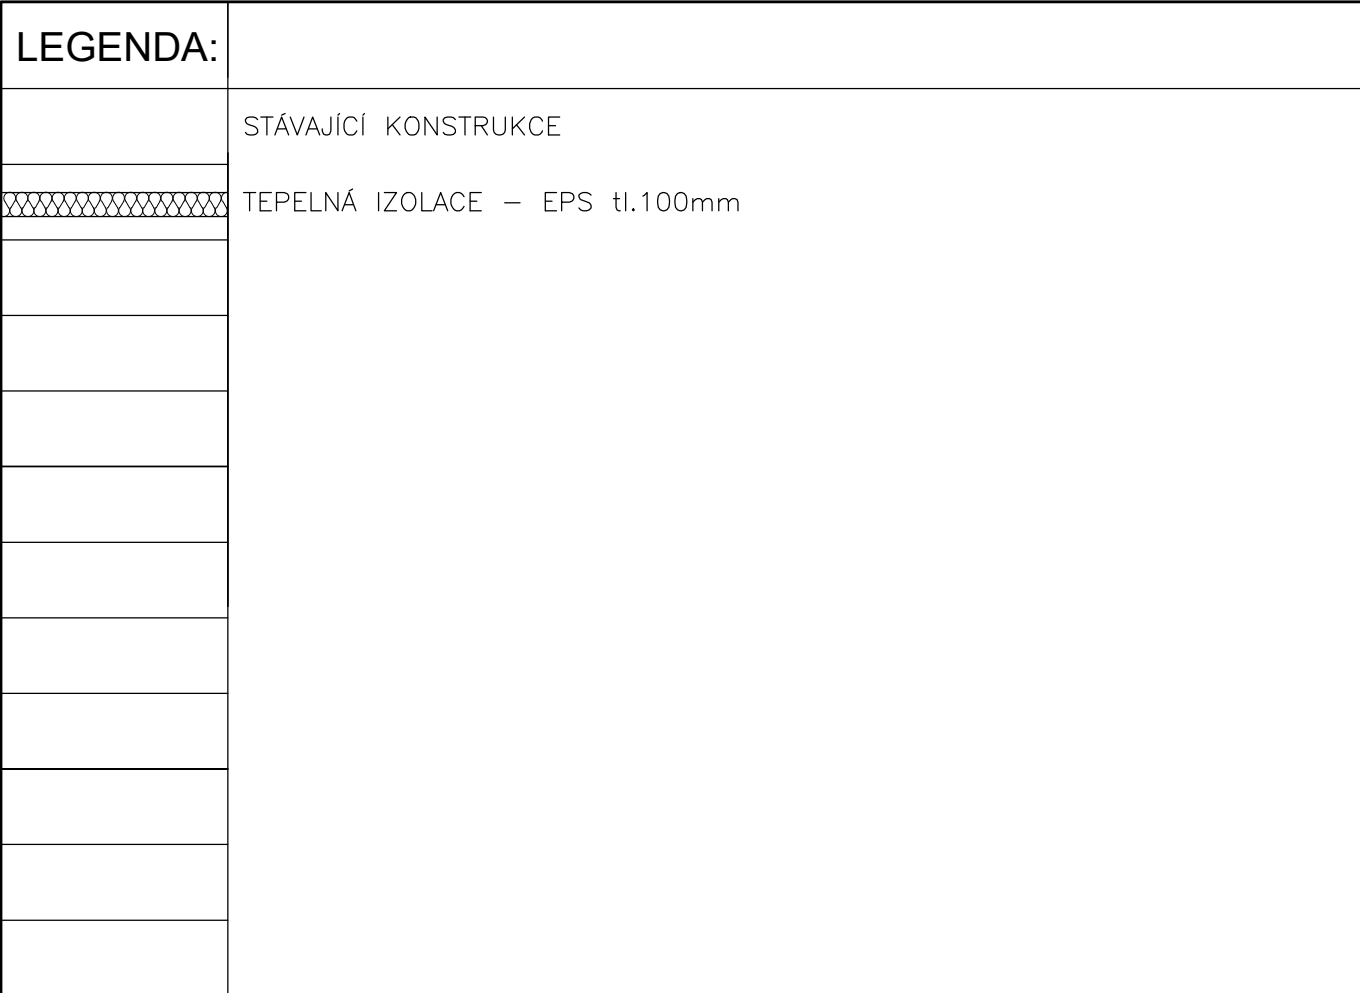 LEGENDA:
STÁVAJÍCÍ KONSTRUKCE
TEPELNÁ IZOLACE – EPS tl.100mm